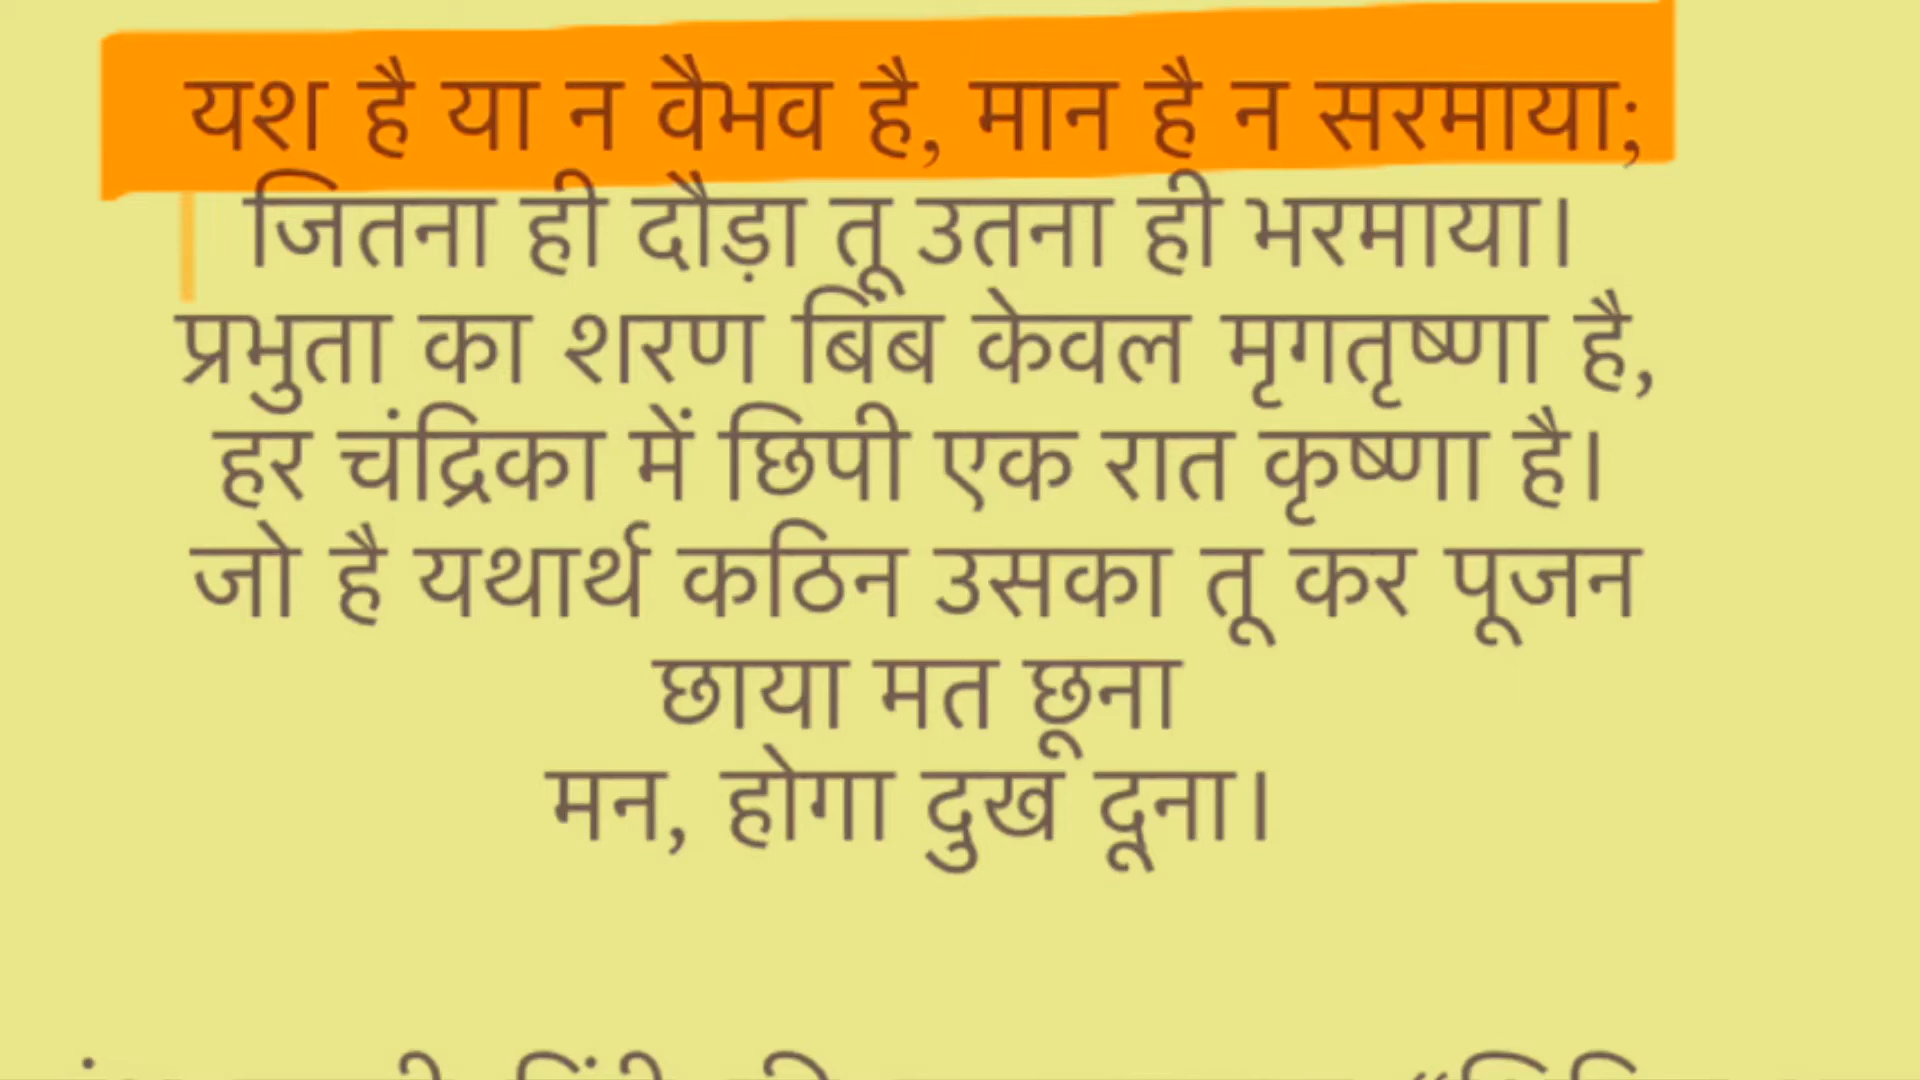 यश है या न वैभव है, मान है न सरमाया;
जितना ही दौड़ा तू उतना ही भरमाया।
प्रभुता का शरण बिंब केवल मृगतृष्णा है,
हर चंद्रिका में छिपी एक रात कृष्णा है।
जो है यथार्थ कठिन उसका तू कर पूजन
छाया मत छूना
मन, होगा दुख दूना।